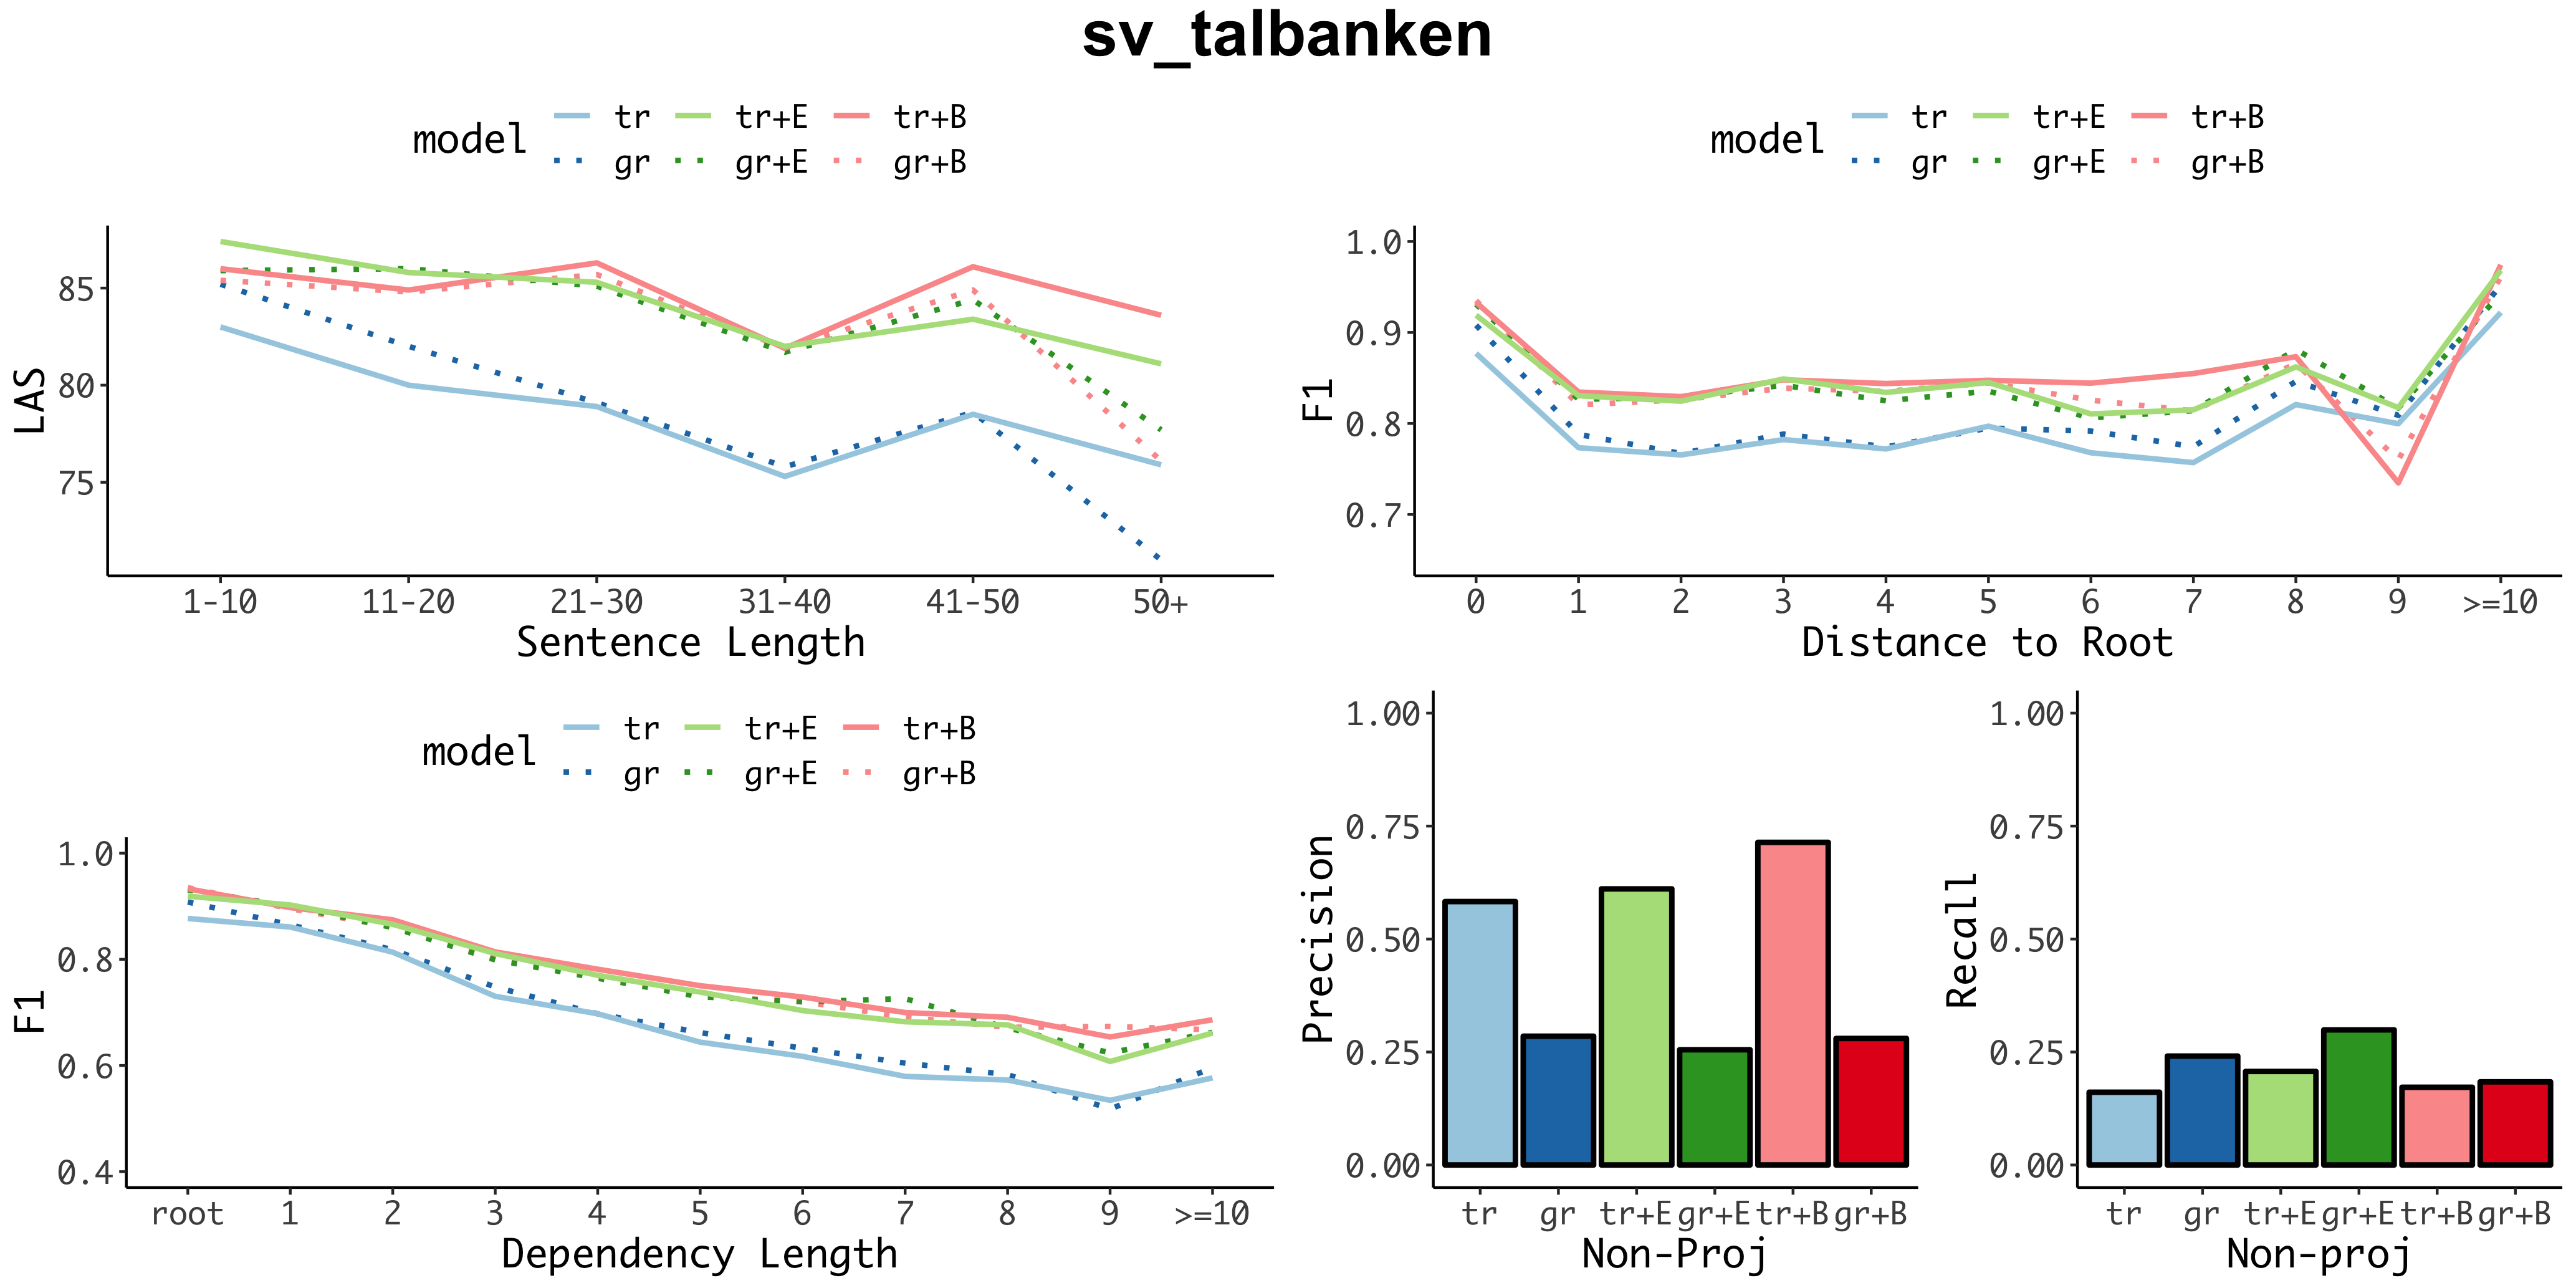 sv_talbanken
model tr tr+E tr+B
gr gr+E gr+B
LAS
85
80
75
1-10 11-20 21-30 31-40 41-50 50+
Sentence Length
model tr tr+E tr+B
gr gr+E gr+B
F1
1.0
0.9
0.8
0.7
0 1 2 3 4 5 6 7 8 9 >=10
Distance to Root
model tr tr+E tr+B
gr gr+E gr+B
F1
1.0
0.8
0.6
0.4
root 1 2 3 4 5 6 7 8 9 >=10
Dependency Length
Precision
1.00
0.75
0.50
0.25
0.00
tr gr tr+E gr+E tr+B gr+B
Non-Proj
Recall
1.00
0.75
0.50
0.25
0.00
tr gr tr+E gr+E tr+B gr+B
Non-proj